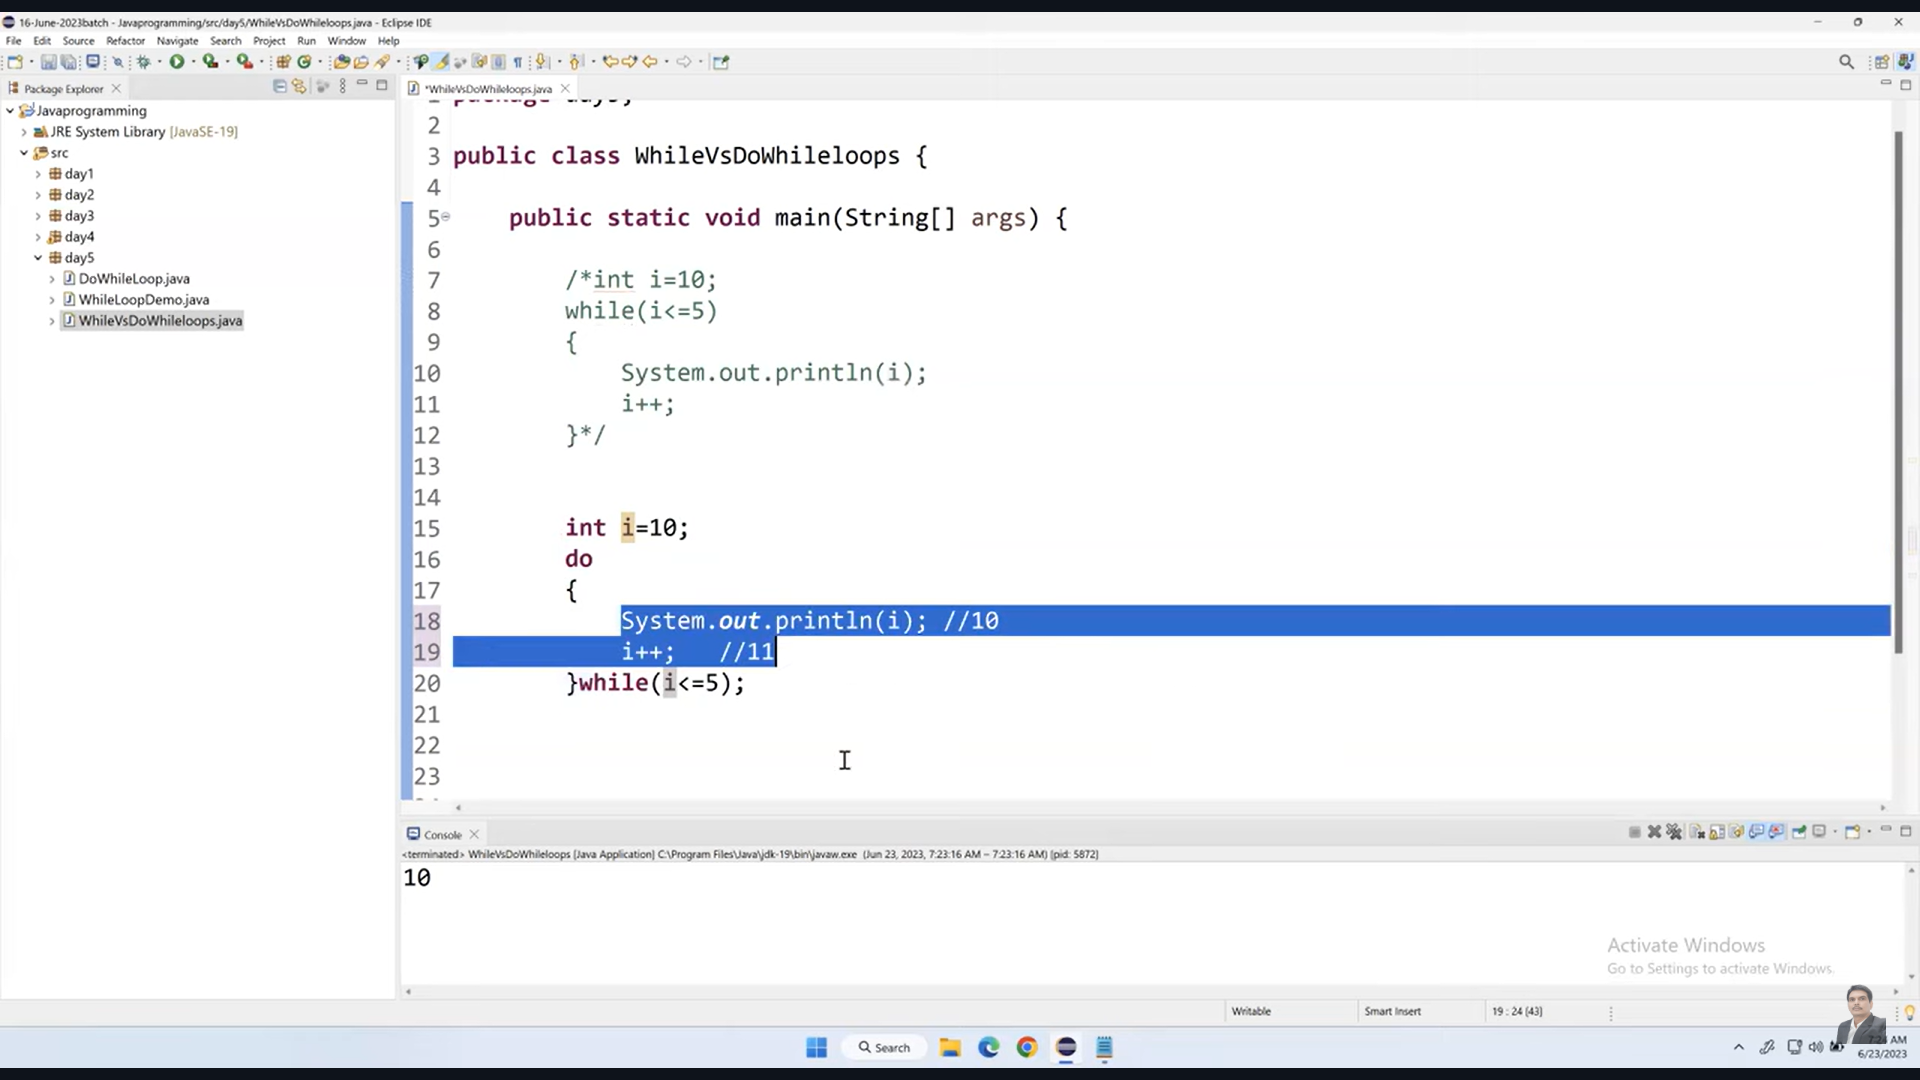 16-June-2023batch - Javaprogramming/src/day5/WhileVsDoWhileloops.java - Eclipse IDE
File Edit Source Refactor Navigate Search Project Run Window Help
Package Explorer
Javaprogramming
JRE System Library [JavaSE-19]
src
day1
day2
day3
day4
day5
DoWhileLoop.java
WhileLoopDemo.java
WhileVsDoWhileloops.java
*WhileVsDoWhileloops.java
2
3 public class WhileVsDoWhileloops {
4
5 public static void main(String[] args) {
6
7 /*int i=10;
8 while(i<=5)
9 {
10 System.out.println(i);
11 i++;
12 }*/
13
14
15 int i=10;
16 do
17 {
18 System.out.println(i); //10
19 i++; //11
20 }while(i<=5);
21
22
23
Console
<terminated> WhileVsDoWhileloops [Java Application] C:\Program Files\Java\jdk-19\bin\javaw.exe (Jun 23, 2023, 7:23:16 AM – 7:23:16 AM) [pid: 5872]
10
Activate Windows
Go to Settings to activate Windows.
Writable Smart Insert 19 : 24 (43)
Search
AM
6/23/2023